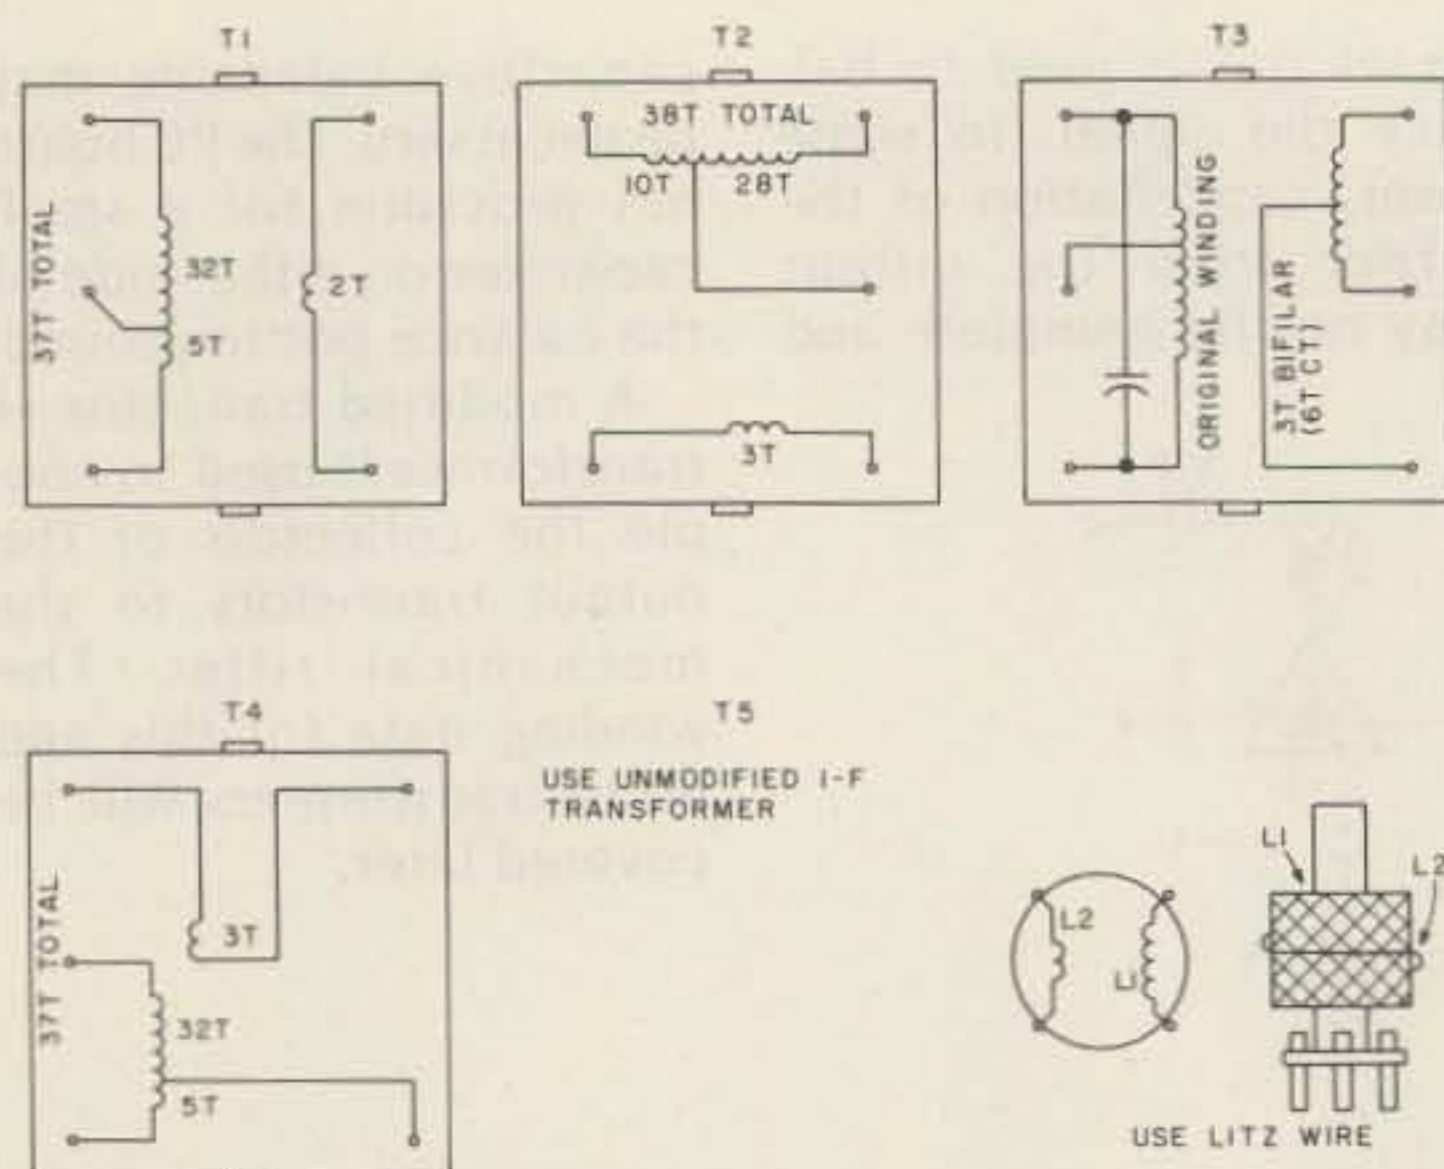 T1
37T TOTAL
32T
5T
2T
T2
38T TOTAL
10T 28T
3T
T3
ORIGINAL WINDING
3T BIFILAR
(6T CT)
T4
37T TOTAL
3T
32T
5T
T5
USE UNMODIFIED I-F
TRANSFORMER
L2
L1
L1
L2
USE LITZ WIRE